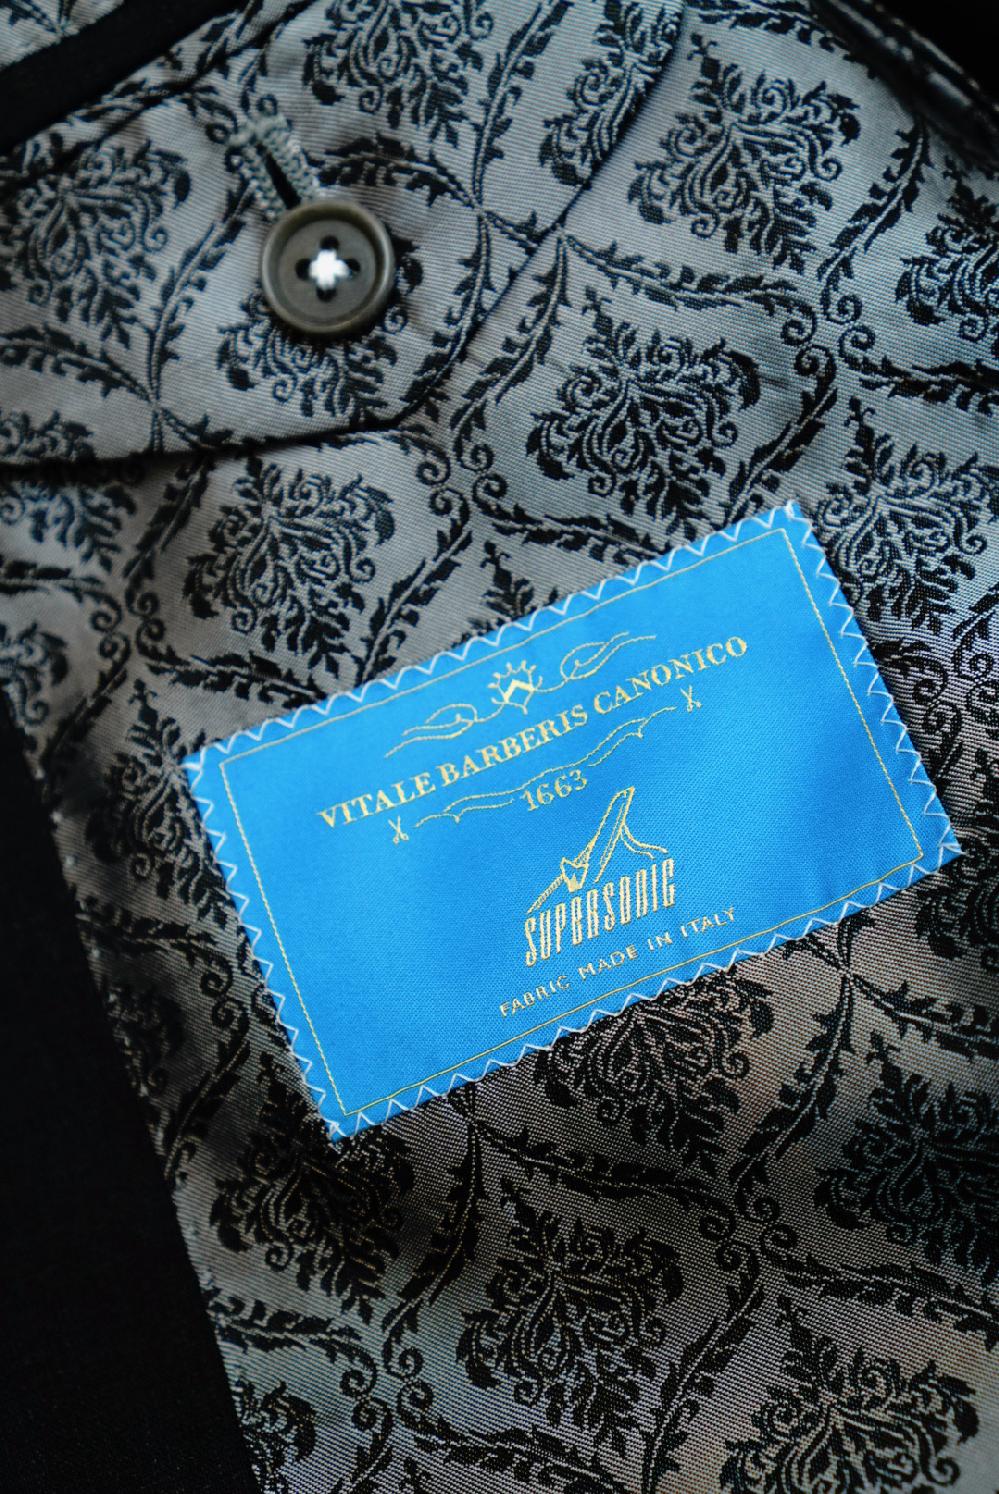 VITALE BARBERIS CANONICO
1663
SUPERSONIC
FABRIC MADE IN ITALY